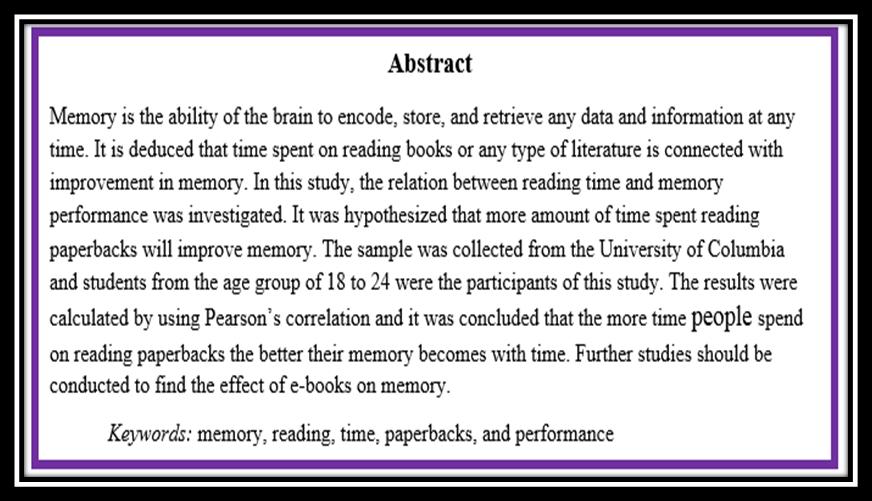 Abstract
Memory is the ability of the brain to encode, store, and retrieve any data and information at any
time. It is deduced that time spent on reading books or any type of literature is connected with
improvement in memory. In this study, the relation between reading time and memory
performance was investigated. It was hypothesized that more amount of time spent reading
paperbacks will improve memory. The sample was collected from the University of Columbia
and students from the age group of 18 to 24 were the participants of this study. The results were
calculated by using Pearson's correlation and it was concluded that the more time people spend
on reading paperbacks the better their memory becomes with time. Further studies should be
conducted to find the effect of e-books on memory.
Keywords: memory, reading, time, paperbacks, and performance